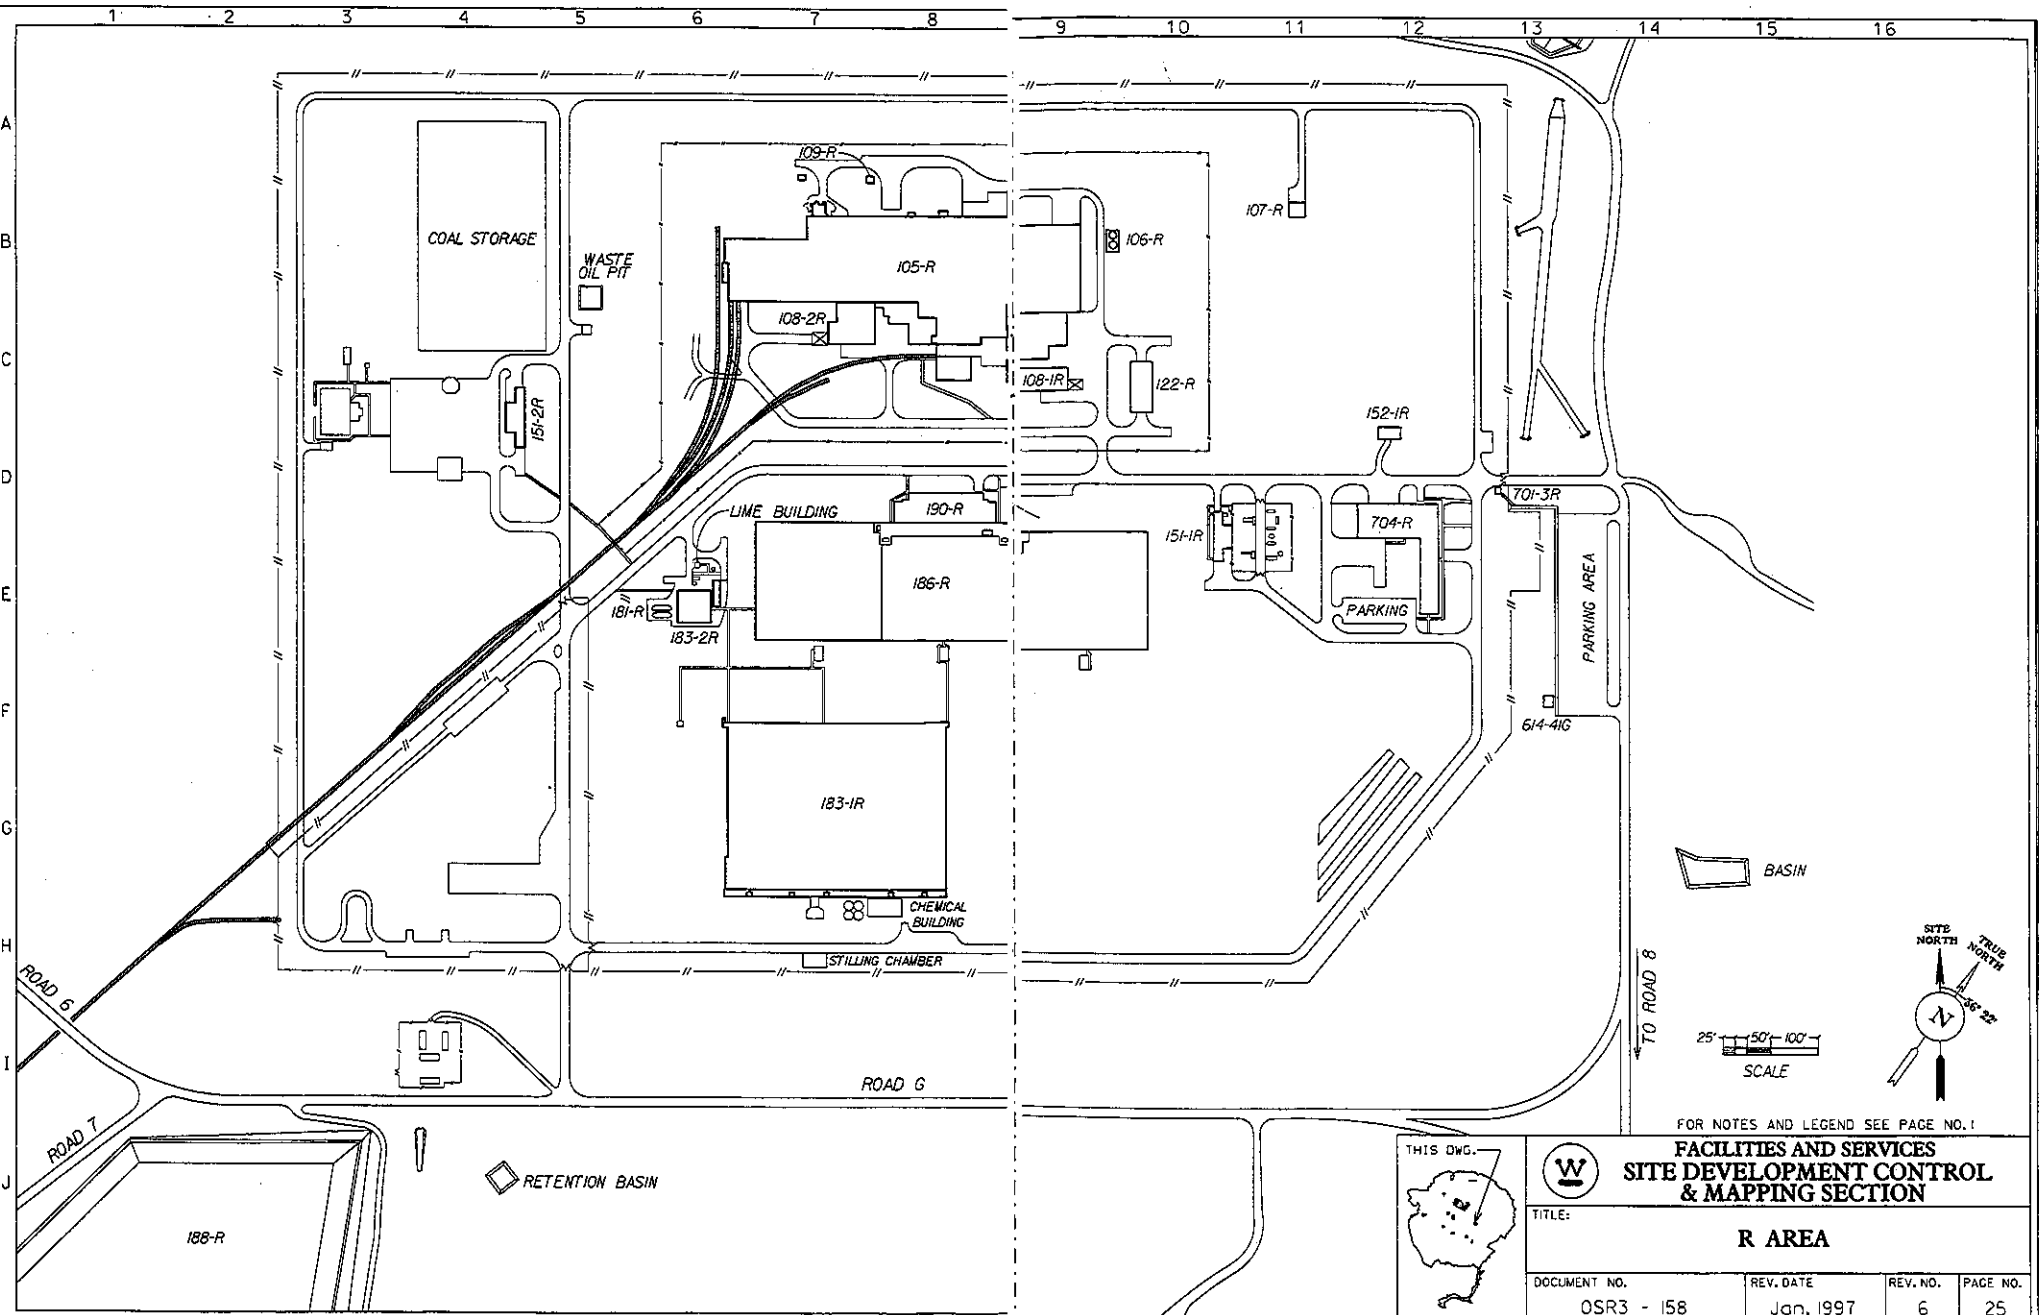 1 2 3 4 5 6 7 8 9 10 11 12 13 14 15 16
A
B
C
D
E
F
G
H
I
J
109-R
107-R
COAL STORAGE
106-R
WASTE
OIL PIT
105-R
108-2R
108-1R
122-R
151-2R
152-1R
701-3R
LIME BUILDING
190-R
704-R
151-1R
186-R
181-R
183-2R
PARKING
PARKING AREA
614-41G
183-1R
BASIN
CHEMICAL
BUILDING
STILLING CHAMBER
ROAD 6
ROAD 7
ROAD G
TO ROAD 8
SITE
NORTH
TRUE
NORTH
36° 22'
N
25' 50' 100'
SCALE
RETENTION BASIN
188-R
FOR NOTES AND LEGEND SEE PAGE NO. 1
THIS DWG.
W
FACILITIES AND SERVICES
SITE DEVELOPMENT CONTROL
& MAPPING SECTION
TITLE:
R AREA
DOCUMENT NO.
OSR3 - 158
REV. DATE
Jan. 1997
REV. NO.
6
PAGE NO.
25